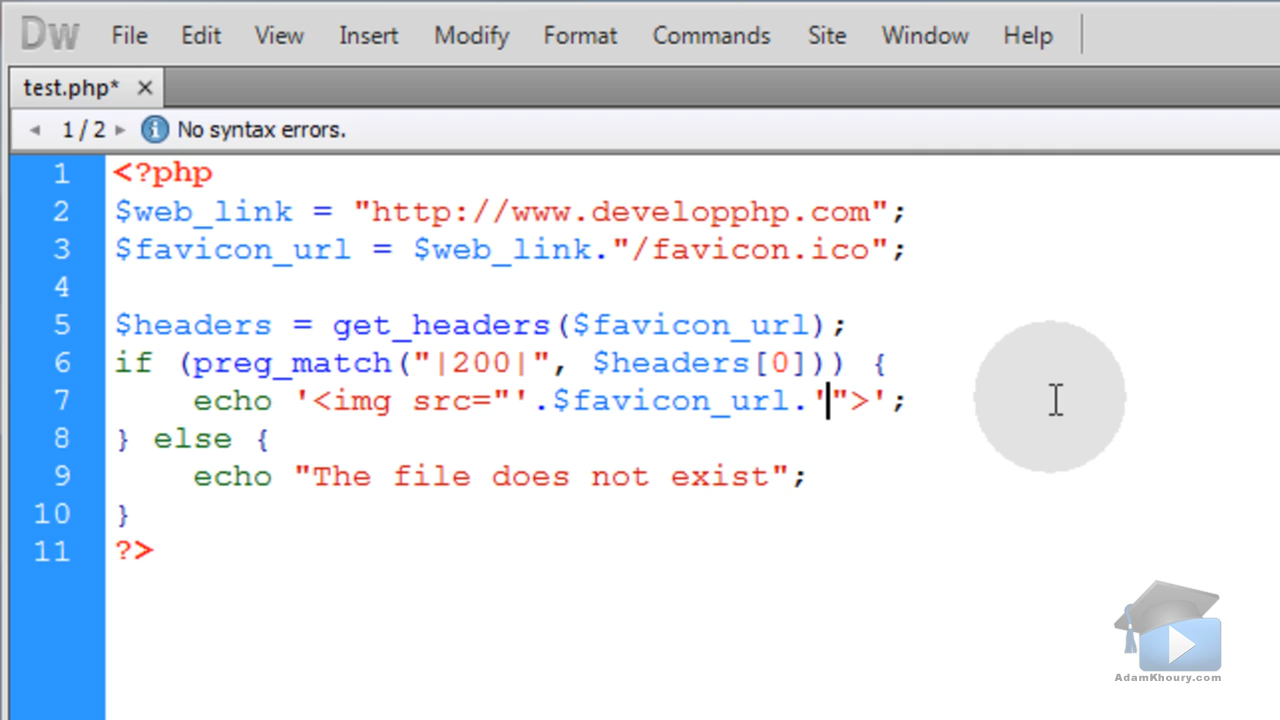 Dw File Edit View Insert Modify Format Commands Site Window Help
test.php* ×
1 / 2 i No syntax errors.
1 <?php
2 $web_link = "http://www.developphp.com";
3 $favicon_url = $web_link."/favicon.ico";
4
5 $headers = get_headers($favicon_url);
6 if (preg_match("|200|", $headers[0])) {
7 echo '<img src="'.$favicon_url.'">';
8 } else {
9 echo "The file does not exist";
10 }
11 ?>
AdamKhoury.com